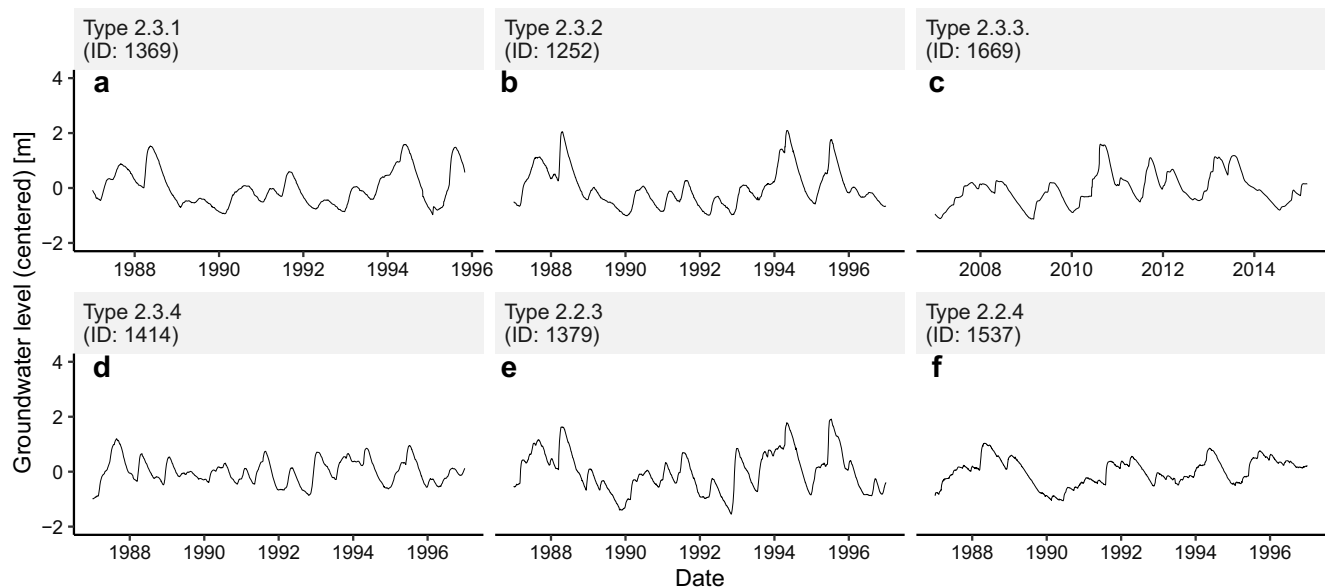 Type 2.3.1
(ID: 1369)
Type 2.3.2
(ID: 1252)
Type 2.3.3.
(ID: 1669)
a
b
c
4
2
0
−2
1988 1990 1992 1994 1996
1988 1990 1992 1994 1996
2008 2010 2012 2014
Type 2.3.4
(ID: 1414)
Type 2.2.3
(ID: 1379)
Type 2.2.4
(ID: 1537)
d
e
f
4
2
0
−2
1988 1990 1992 1994 1996
1988 1990 1992 1994 1996
1988 1990 1992 1994 1996
Groundwater level (centered) [m]
Date